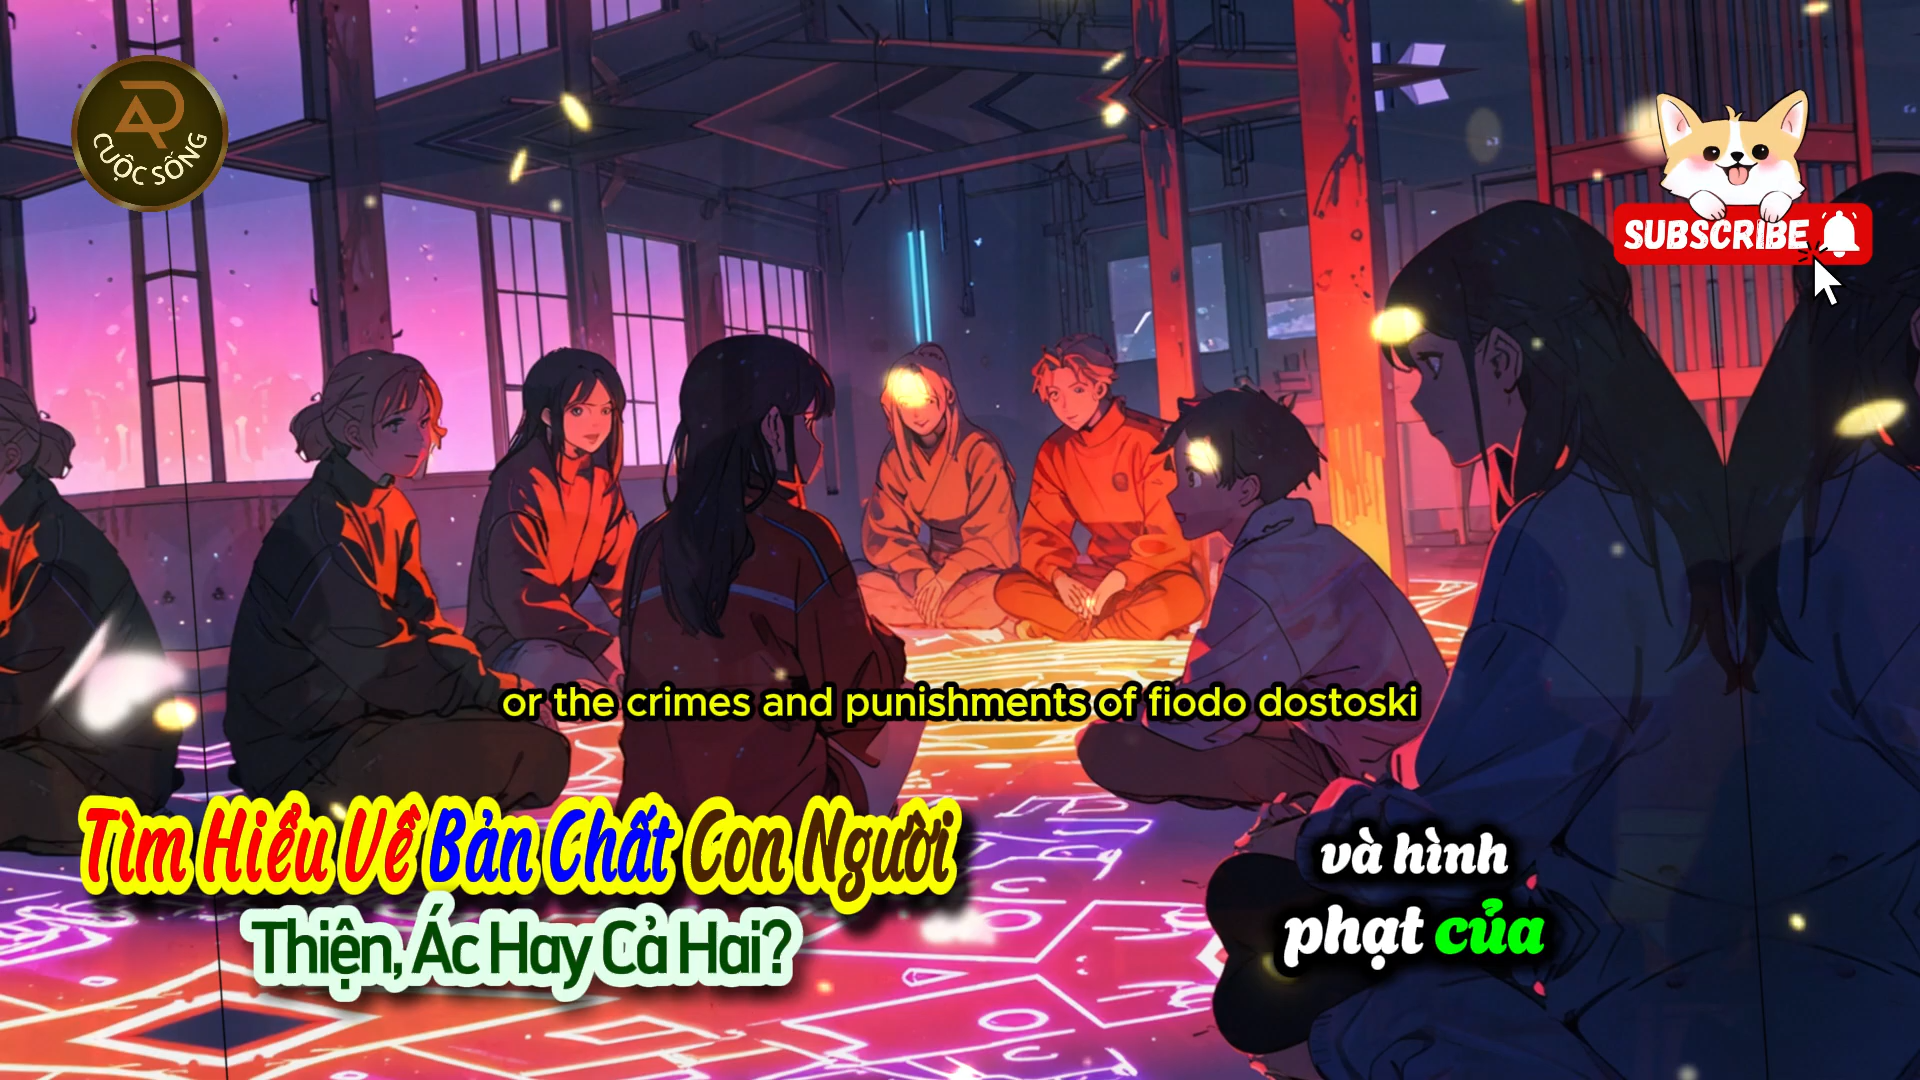 AR
CUỘC SỐNG
SUBSCRIBE
or the crimes and punishments of fiodo dostoski
Tìm Hiểu Về Bản Chất Con Người
Thiện, Ác Hay Cả Hai?
và hình
phạt của